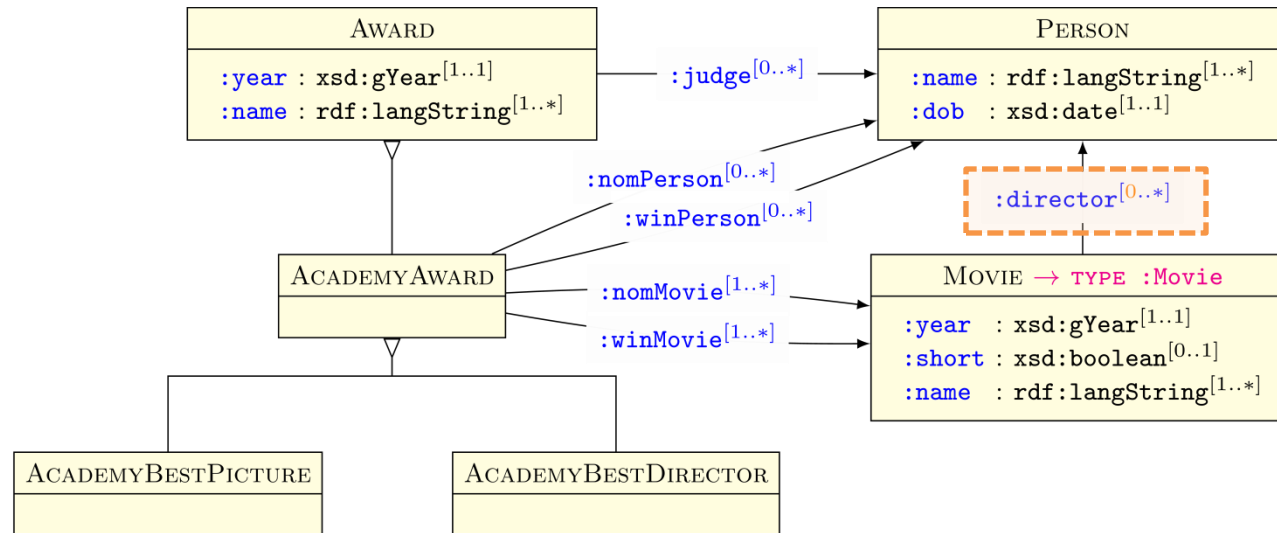 AWARD
:year : xsd:gYear[1..1]
:name : rdf:langString[1..*]
:judge[0..*]
PERSON
:name : rdf:langString[1..*]
:dob : xsd:date[1..1]
:nomPerson[0..*]
:winPerson[0..*]
:director[0..*]
ACADEMYAWARD
:nomMovie[1..*]
:winMovie[1..*]
MOVIE → TYPE :Movie
:year : xsd:gYear[1..1]
:short : xsd:boolean[0..1]
:name : rdf:langString[1..*]
ACADEMYBESTPICTURE
ACADEMYBESTDIRECTOR